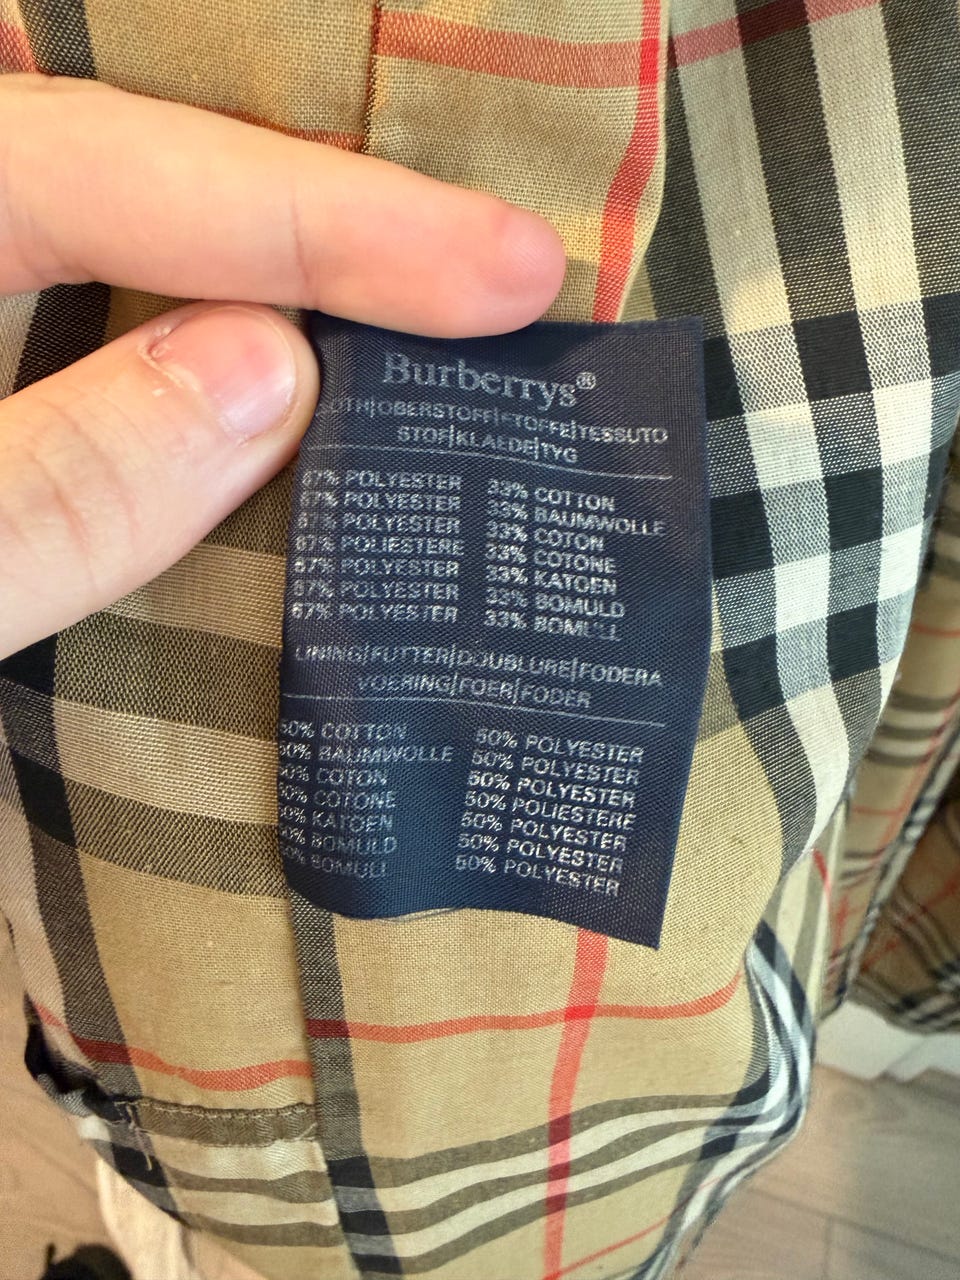 Burberrys®
CLOTH|OBERSTOFF|ETOFFE|TESSUTO
STOF|KLAEDE|TYG
67% POLYESTER 33% COTTON
67% POLYESTER 33% BAUMWOLLE
67% POLYESTER 33% COTON
67% POLIESTERE 33% COTONE
67% POLYESTER 33% KATOEN
67% POLYESTER 33% BOMULD
67% POLYESTER 33% BOMULL
LINING|FUTTER|DOUBLURE|FODERA
VOERING|FOER|FODER
50% COTTON 50% POLYESTER
50% BAUMWOLLE 50% POLYESTER
50% COTON 50% POLYESTER
50% COTONE 50% POLIESTERE
50% KATOEN 50% POLYESTER
50% BOMULD 50% POLYESTER
50% BOMULL 50% POLYESTER